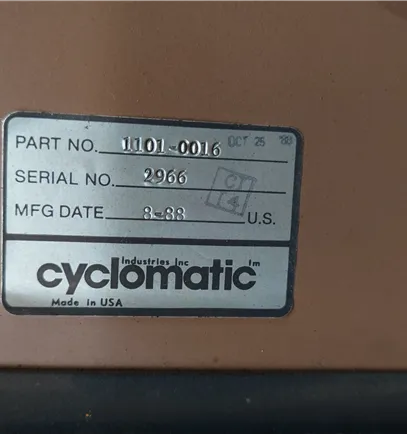 PART NO. 1101-0016 OCT 25 '88
SERIAL NO. 2966
C
14
MFG DATE 8-88 U.S.
Industries Inc tm
cyclomatic
Made in USA